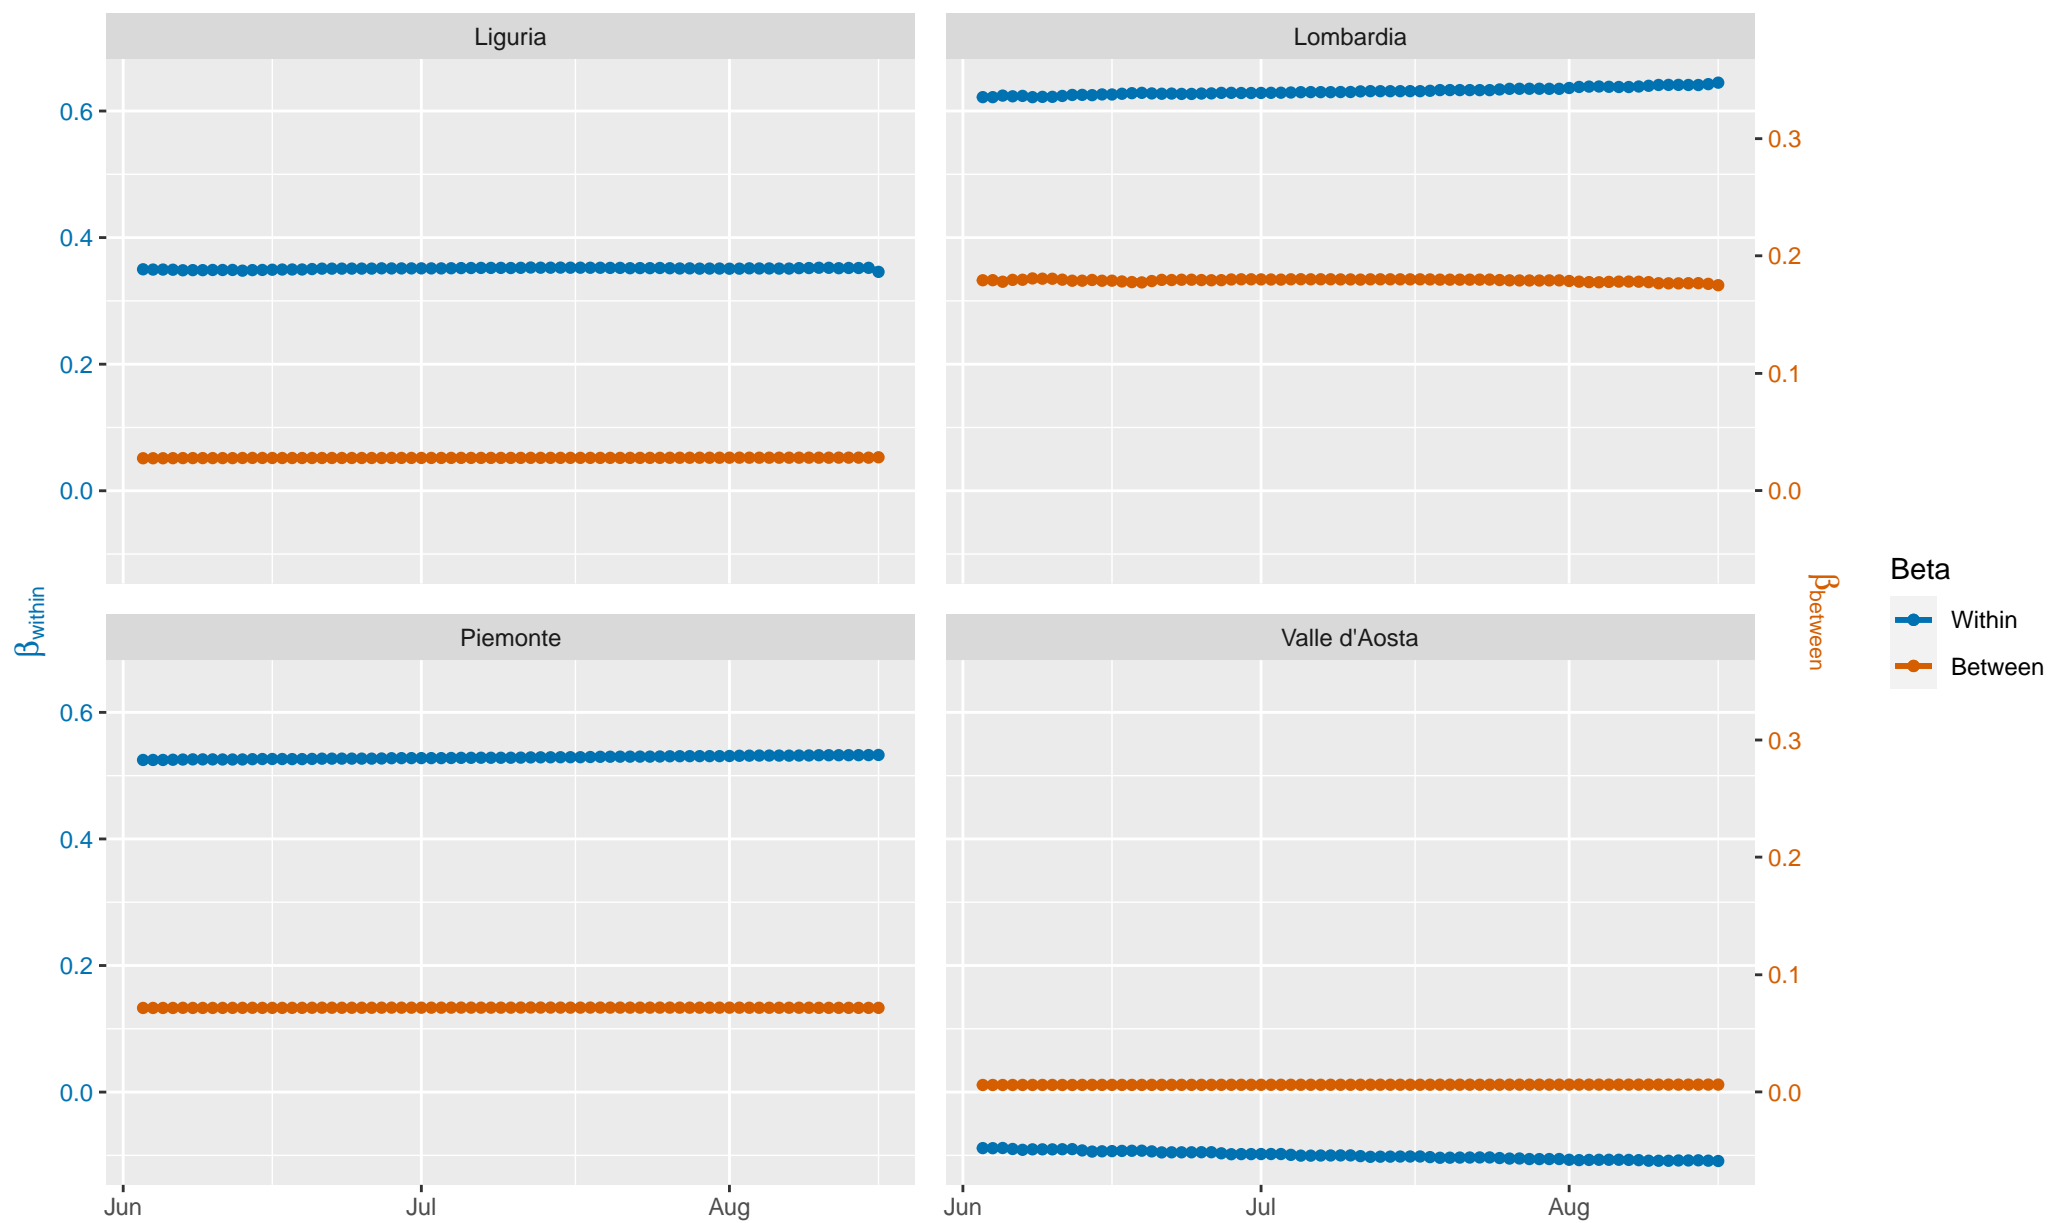 Liguria
Lombardia
0.6
0.4
0.2
0.0
0.3
0.2
0.1
0.0
βwithin
βbetween
Beta
Within
Between
Piemonte
Valle d'Aosta
0.6
0.4
0.2
0.0
0.3
0.2
0.1
0.0
Jun Jul Aug
Jun Jul Aug